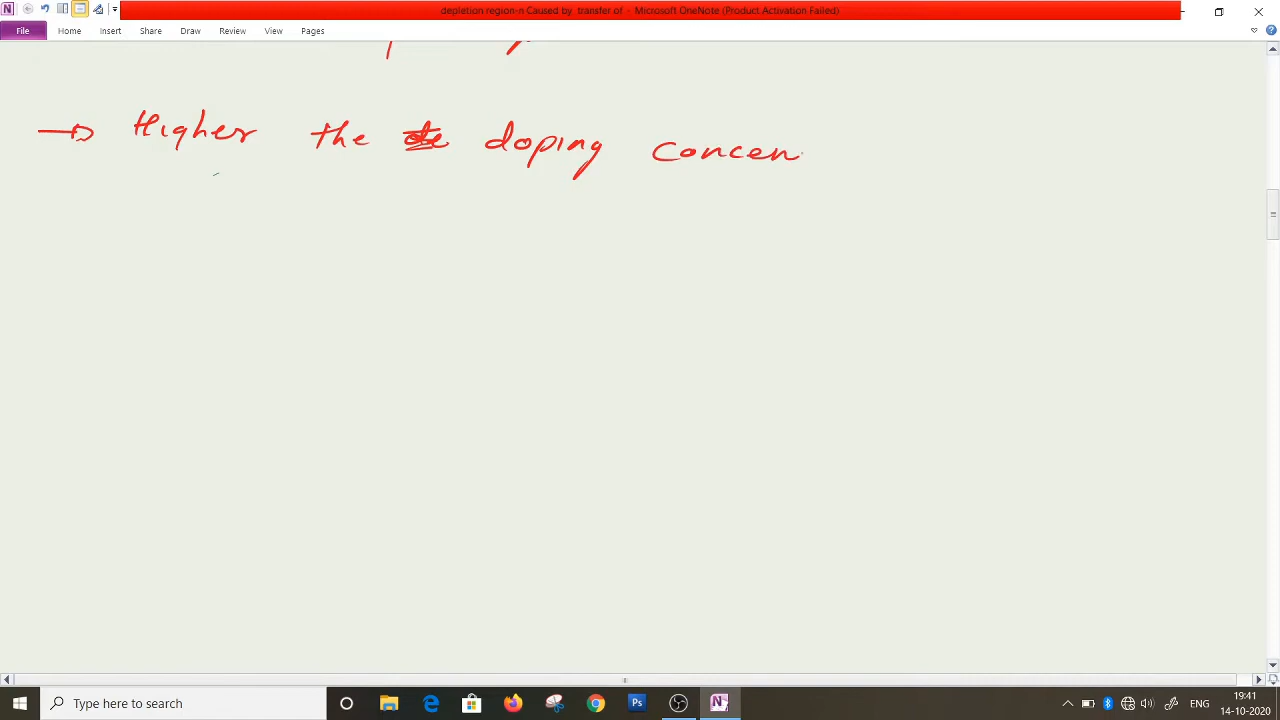 depletion region-n Caused by transfer of - Microsoft OneNote (Product Activation Failed)
File Home Insert Share Draw Review View Pages
Higher the doping concen
Type here to search
ENG
19:41
14-10-2020